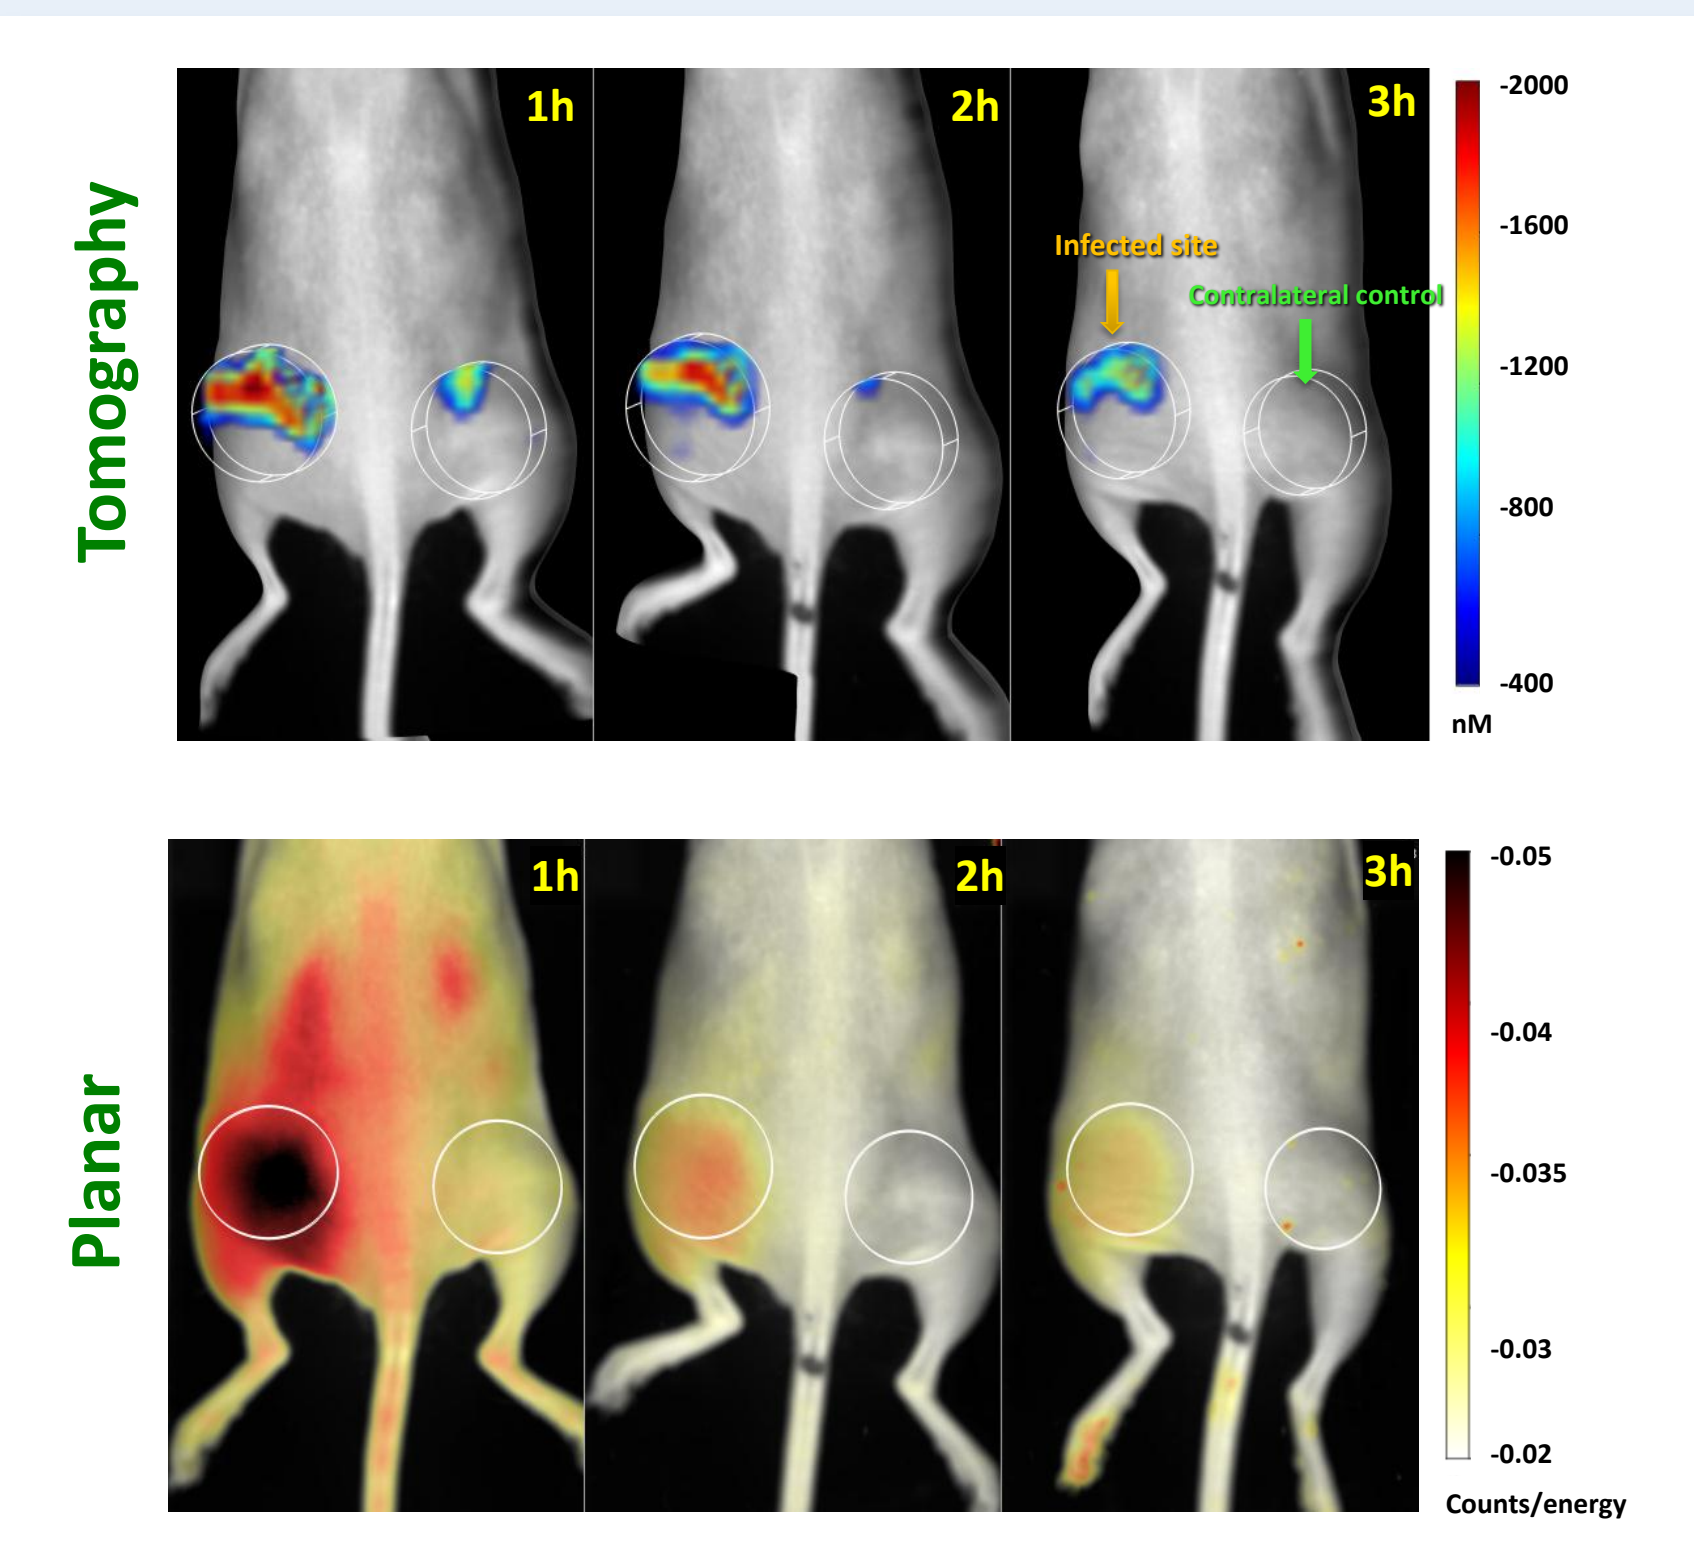 Tomography
1h
2h
3h
Infected site
Contralateral control
-2000
-1600
-1200
-800
-400
nM
Planar
1h
2h
3h
-0.05
-0.04
-0.035
-0.03
-0.02
Counts/energy